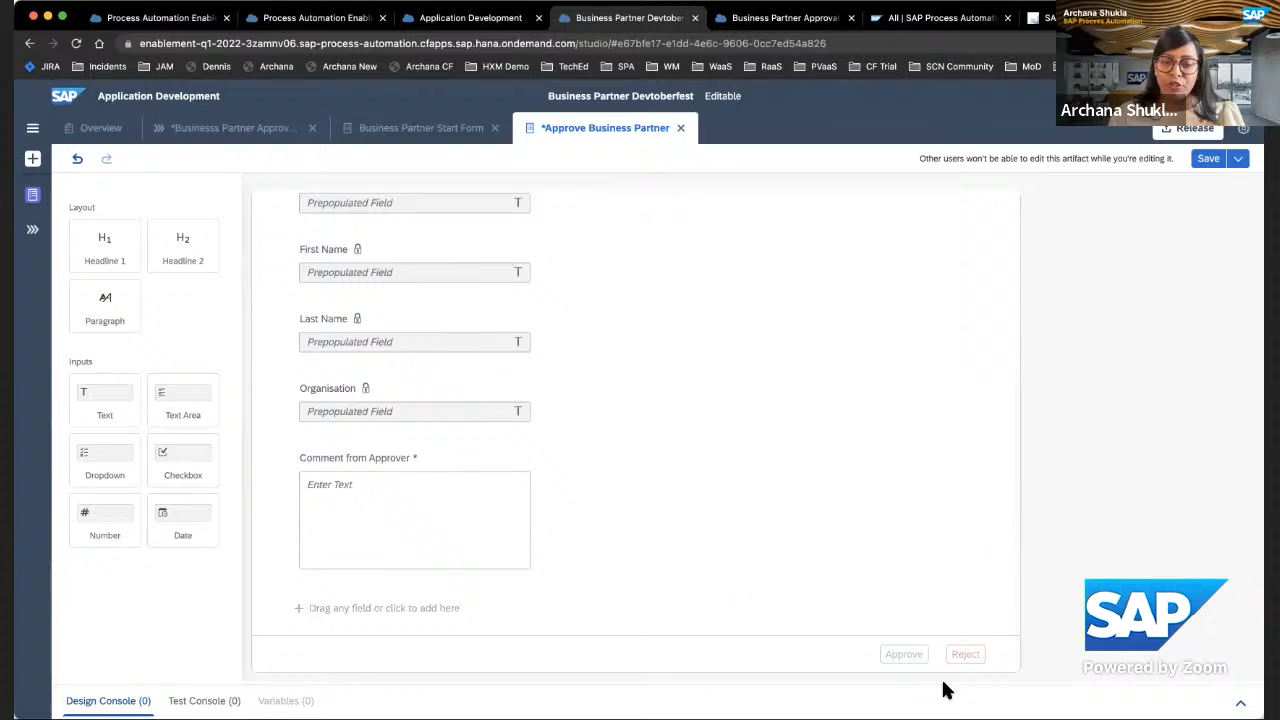 Process Automation Enabl
Process Automation Enabl
Application Development
Business Partner Devtober
Business Partner Approval
All | SAP Process Automat
SA
enablement-q1-2022-3zamnv06.sap-process-automation.cfapps.sap.hana.ondemand.com/studio/#e67bfe17-e1dd-4e6c-9606-0cc7ed54a826
JIRA
Incidents
JAM
Dennis
Archana
Archana CF
HXM Demo
TechEd
SPA
WM
WaaS
RaaS
PVaaS
CF Trial
SCN Community
MoD
Archana Shukla
SAP Process Automation
SAP
SAP
Archana Shukl...
SAP
Application Development
Business Partner Devtoberfest
Editable
Overview
*Businesss Partner Approv...
Business Partner Start Form
*Approve Business Partner
Release
Other users won't be able to edit this artifact while you're editing it.
Save
Layout
H1
Headline 1
H2
Headline 2
Paragraph
Inputs
T
Text
Text Area
Dropdown
Checkbox
#
Number
Date
Prepopulated Field
T
First Name
Prepopulated Field
T
Last Name
Prepopulated Field
T
Organisation
Prepopulated Field
T
Comment from Approver *
Enter Text
Drag any field or click to add here
Approve
Reject
SAP
Powered by Zoom
Design Console (0)
Test Console (0)
Variables (0)